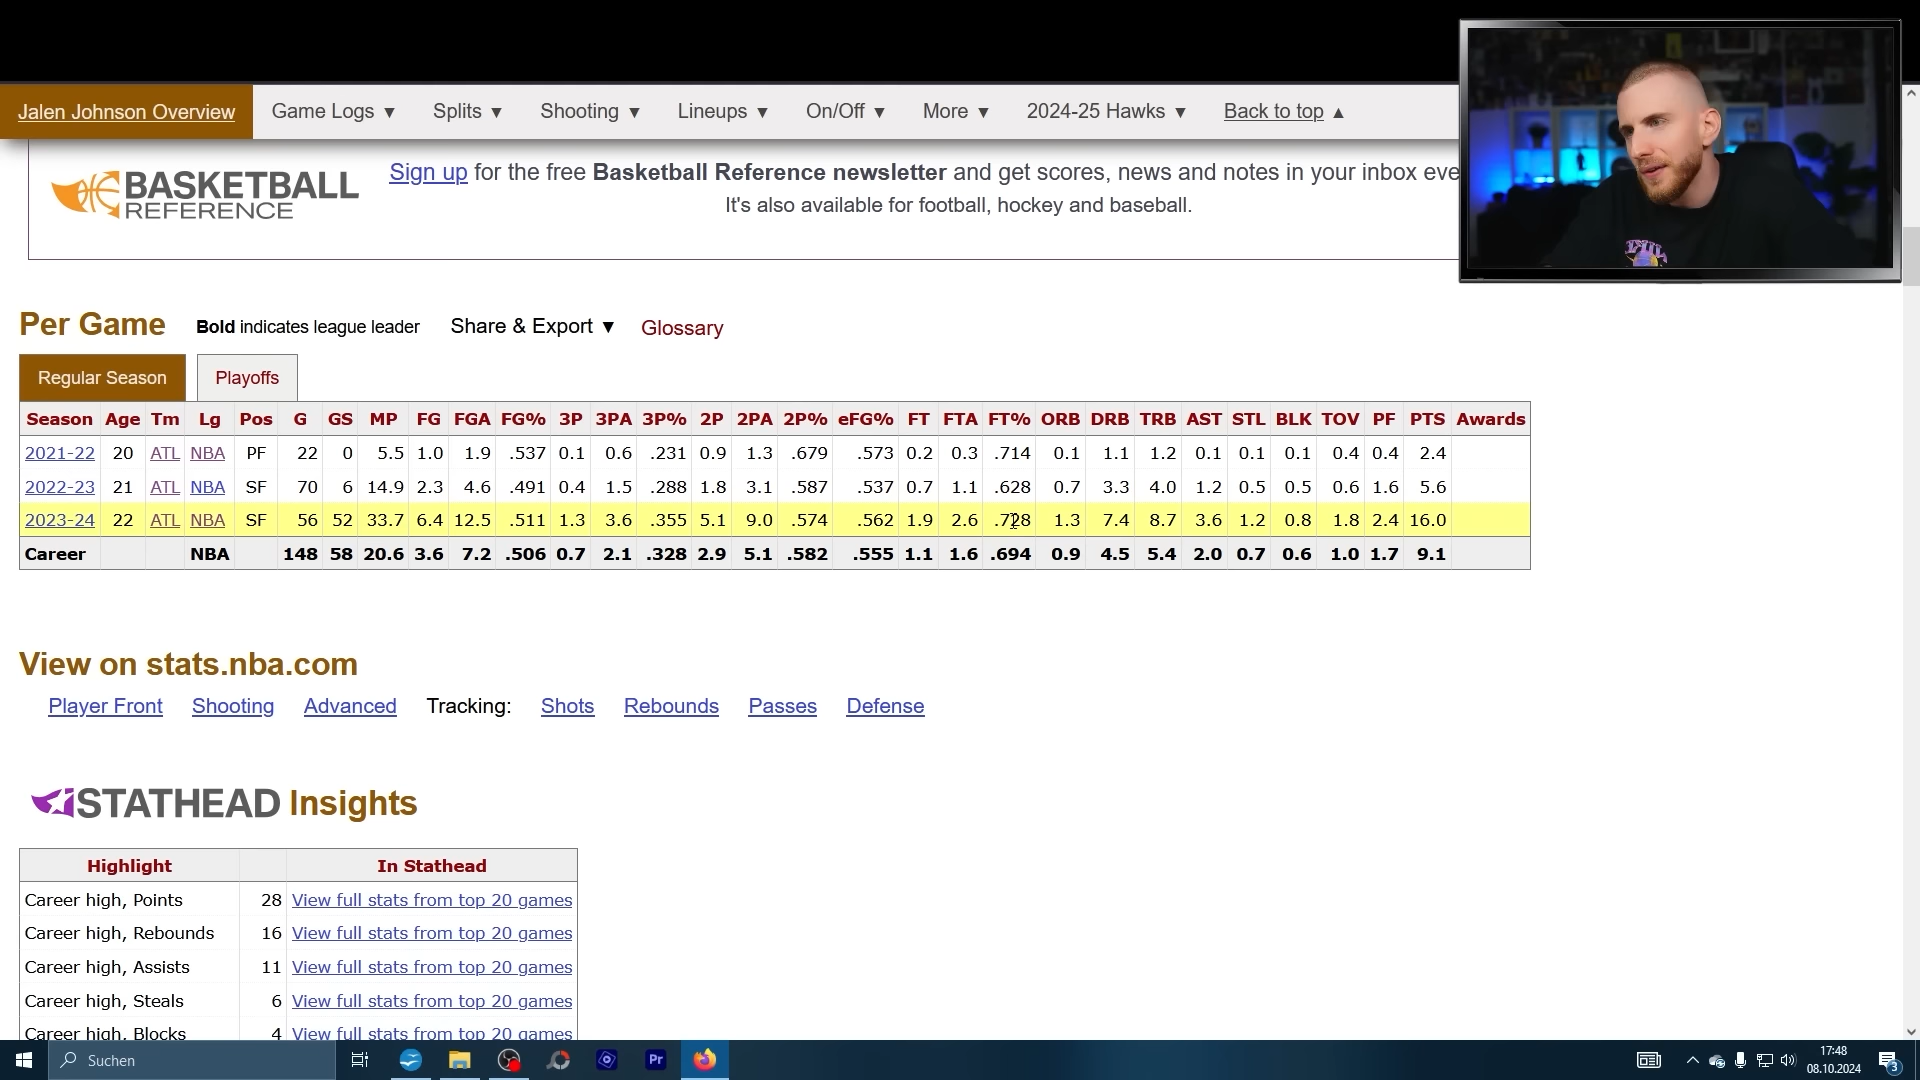 Jalen Johnson Overview Game Logs ▼ Splits ▼ Shooting ▼ Lineups ▼ On/Off ▼ More ▼ 2024-25 Hawks ▼ Back to top ▲
BASKETBALL
REFERENCE
Sign up for the free Basketball Reference newsletter and get scores, news and notes in your inbox eve
It's also available for football, hockey and baseball.
Per Game Bold indicates league leader Share & Export ▼ Glossary
Regular Season Playoffs
Season Age Tm Lg Pos G GS MP FG FGA FG% 3P 3PA 3P% 2P 2PA 2P% eFG% FT FTA FT% ORB DRB TRB AST STL BLK TOV PF PTS Awards
2021-22 20 ATL NBA PF 22 0 5.5 1.0 1.9 .537 0.1 0.6 .231 0.9 1.3 .679 .573 0.2 0.3 .714 0.1 1.1 1.2 0.1 0.1 0.1 0.4 0.4 2.4
2022-23 21 ATL NBA SF 70 6 14.9 2.3 4.6 .491 0.4 1.5 .288 1.8 3.1 .587 .537 0.7 1.1 .628 0.7 3.3 4.0 1.2 0.5 0.5 0.6 1.6 5.6
2023-24 22 ATL NBA SF 56 52 33.7 6.4 12.5 .511 1.3 3.6 .355 5.1 9.0 .574 .562 1.9 2.6 .728 1.3 7.4 8.7 3.6 1.2 0.8 1.8 2.4 16.0
Career NBA 148 58 20.6 3.6 7.2 .506 0.7 2.1 .328 2.9 5.1 .582 .555 1.1 1.6 .694 0.9 4.5 5.4 2.0 0.7 0.6 1.0 1.7 9.1
View on stats.nba.com
Player Front Shooting Advanced Tracking: Shots Rebounds Passes Defense
STATHEAD Insights
Highlight In Stathead
Career high, Points 28 View full stats from top 20 games
Career high, Rebounds 16 View full stats from top 20 games
Career high, Assists 11 View full stats from top 20 games
Career high, Steals 6 View full stats from top 20 games
Career high, Blocks 4 View full stats from top 20 games
Suchen
Pr
17:48
08.10.2024
3